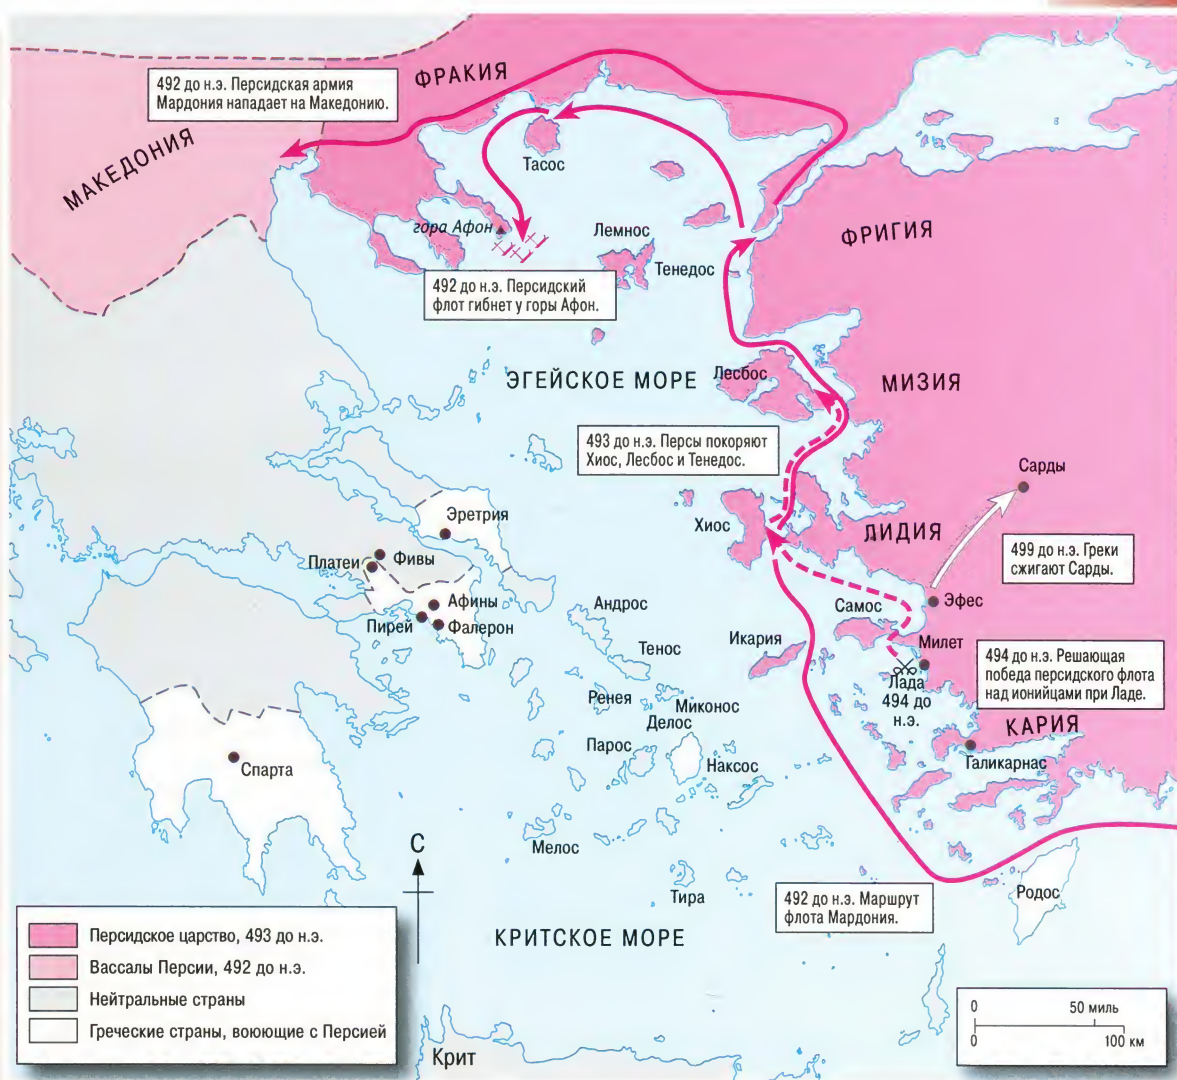 492 до н.э. Персидская армия
Мардония нападает на Македонию.
ФРАКИЯ
МАКЕДОНИЯ
Тасос
гора Афон
Лемнос
Тенедос
ФРИГИЯ
492 до н.э. Персидский
флот гибнет у горы Афон.
ЭГЕЙСКОЕ МОРЕ
Лесбос
МИЗИЯ
493 до н.э. Персы покоряют
Хиос, Лесбос и Тенедос.
Сарды
Хиос
ЛИДИЯ
Эретрия
499 до н.э. Греки
сжигают Сарды.
Платеи
Фивы
Афины
Пирей
Фалерон
Андрос
Самос
Эфес
Тенос
Икария
Милет
494 до н.э. Решающая
победа персидского флота
над ионийцами при Ладе.
Лада
494 до
н.э.
Ренея
Миконос
Делос
КАРИЯ
Парос
Наксос
Галикарнас
Спарта
Мелос
С
Тира
492 до н.э. Маршрут
флота Мардония.
Родос
КРИТСКОЕ МОРЕ
Персидское царство, 493 до н.э.
Вассалы Персии, 492 до н.э.
Нейтральные страны
Греческие страны, воюющие с Персией
Крит
0
50 миль
0
100 км